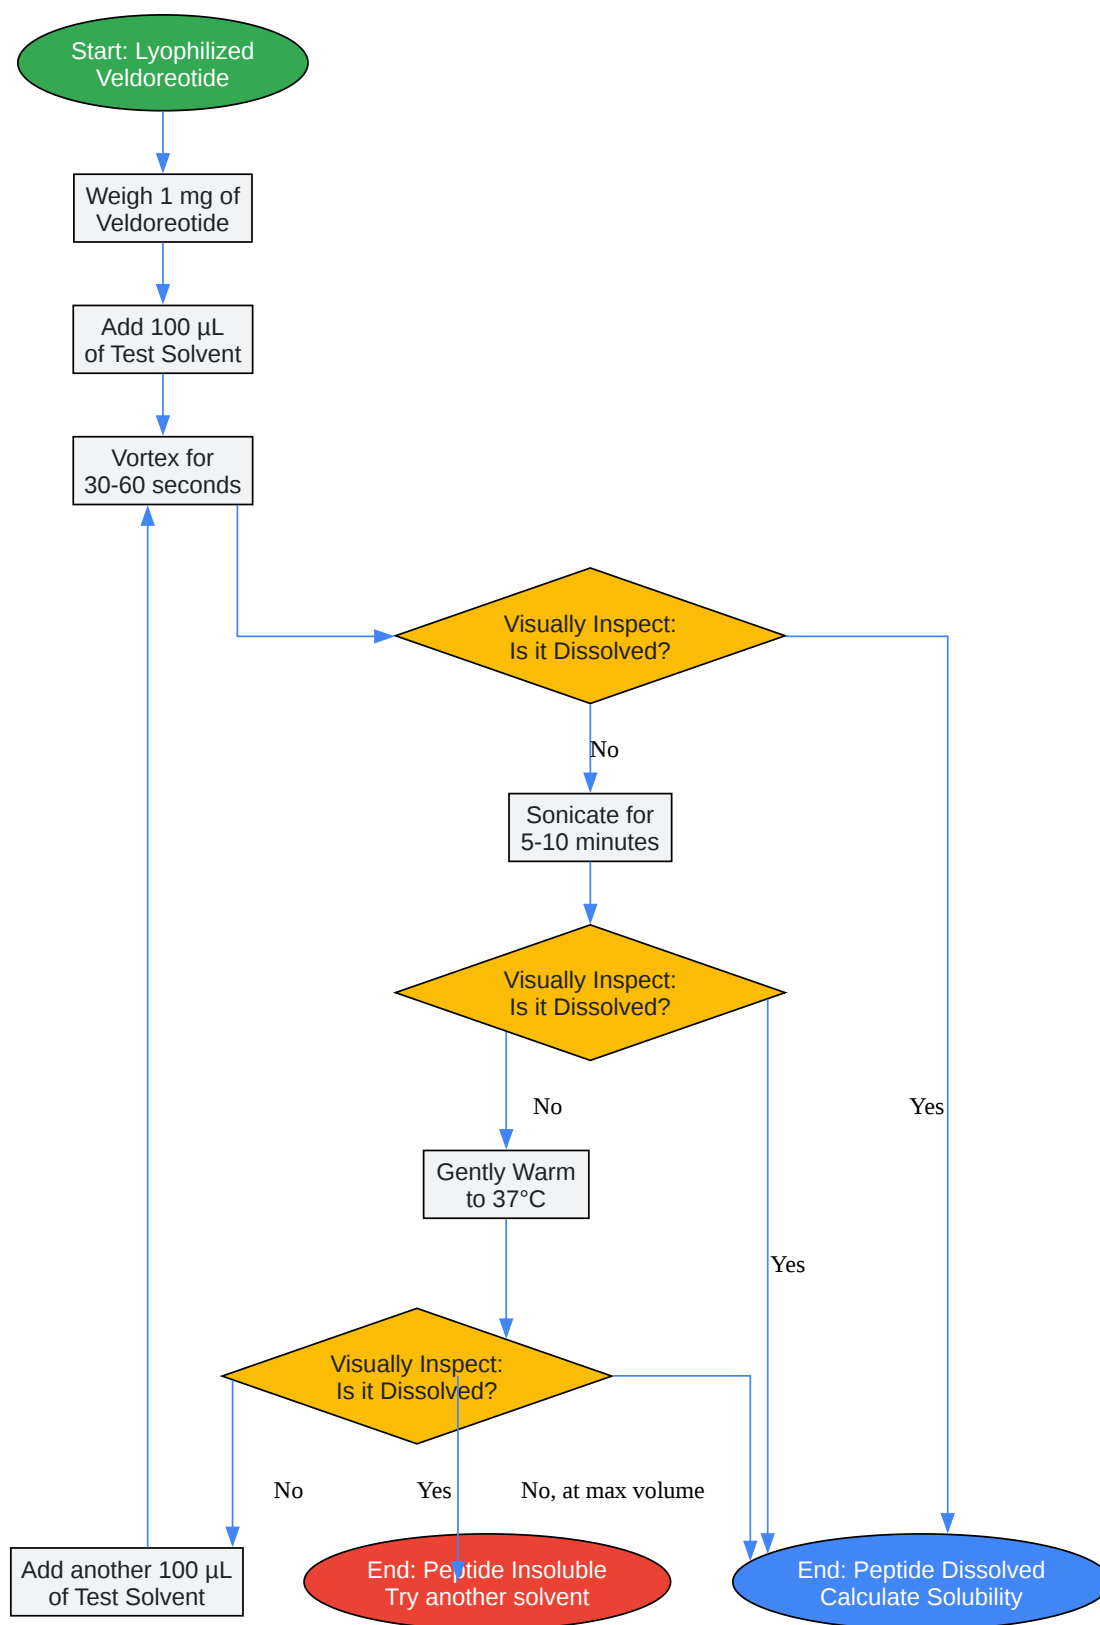 Start: Lyophilized
Veldoreotide
Weigh 1 mg of
Veldoreotide
Add 100 µL
of Test Solvent
Vortex for
30-60 seconds
Visually Inspect:
Is it Dissolved?
No
Sonicate for
5-10 minutes
Visually Inspect:
Is it Dissolved?
No
Yes
Gently Warm
to 37°C
Yes
Visually Inspect:
Is it Dissolved?
No
Yes
No, at max volume
Add another 100 µL
of Test Solvent
End: Peptide Insoluble
Try another solvent
End: Peptide Dissolved
Calculate Solubility